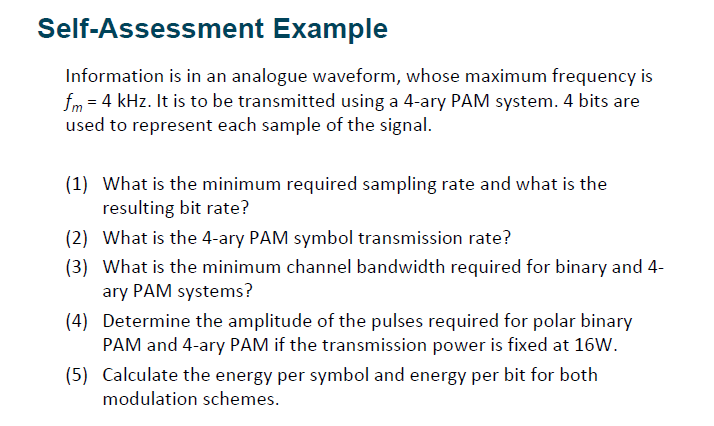 Self-Assessment Example
Information is in an analogue waveform, whose maximum frequency is
fm = 4 kHz. It is to be transmitted using a 4-ary PAM system. 4 bits are
used to represent each sample of the signal.
(1) What is the minimum required sampling rate and what is the
resulting bit rate?
(2) What is the 4-ary PAM symbol transmission rate?
(3) What is the minimum channel bandwidth required for binary and 4-
ary PAM systems?
(4) Determine the amplitude of the pulses required for polar binary
PAM and 4-ary PAM if the transmission power is fixed at 16W.
(5) Calculate the energy per symbol and energy per bit for both
modulation schemes.